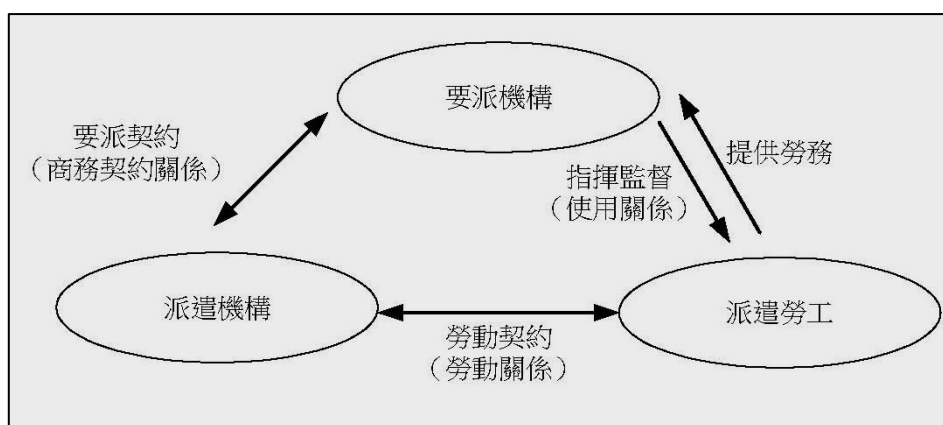 要派機構
要派契約
（商務契約關係）
提供勞務
指揮監督
（使用關係）
派遣機構
派遣勞工
勞動契約
（勞動關係）